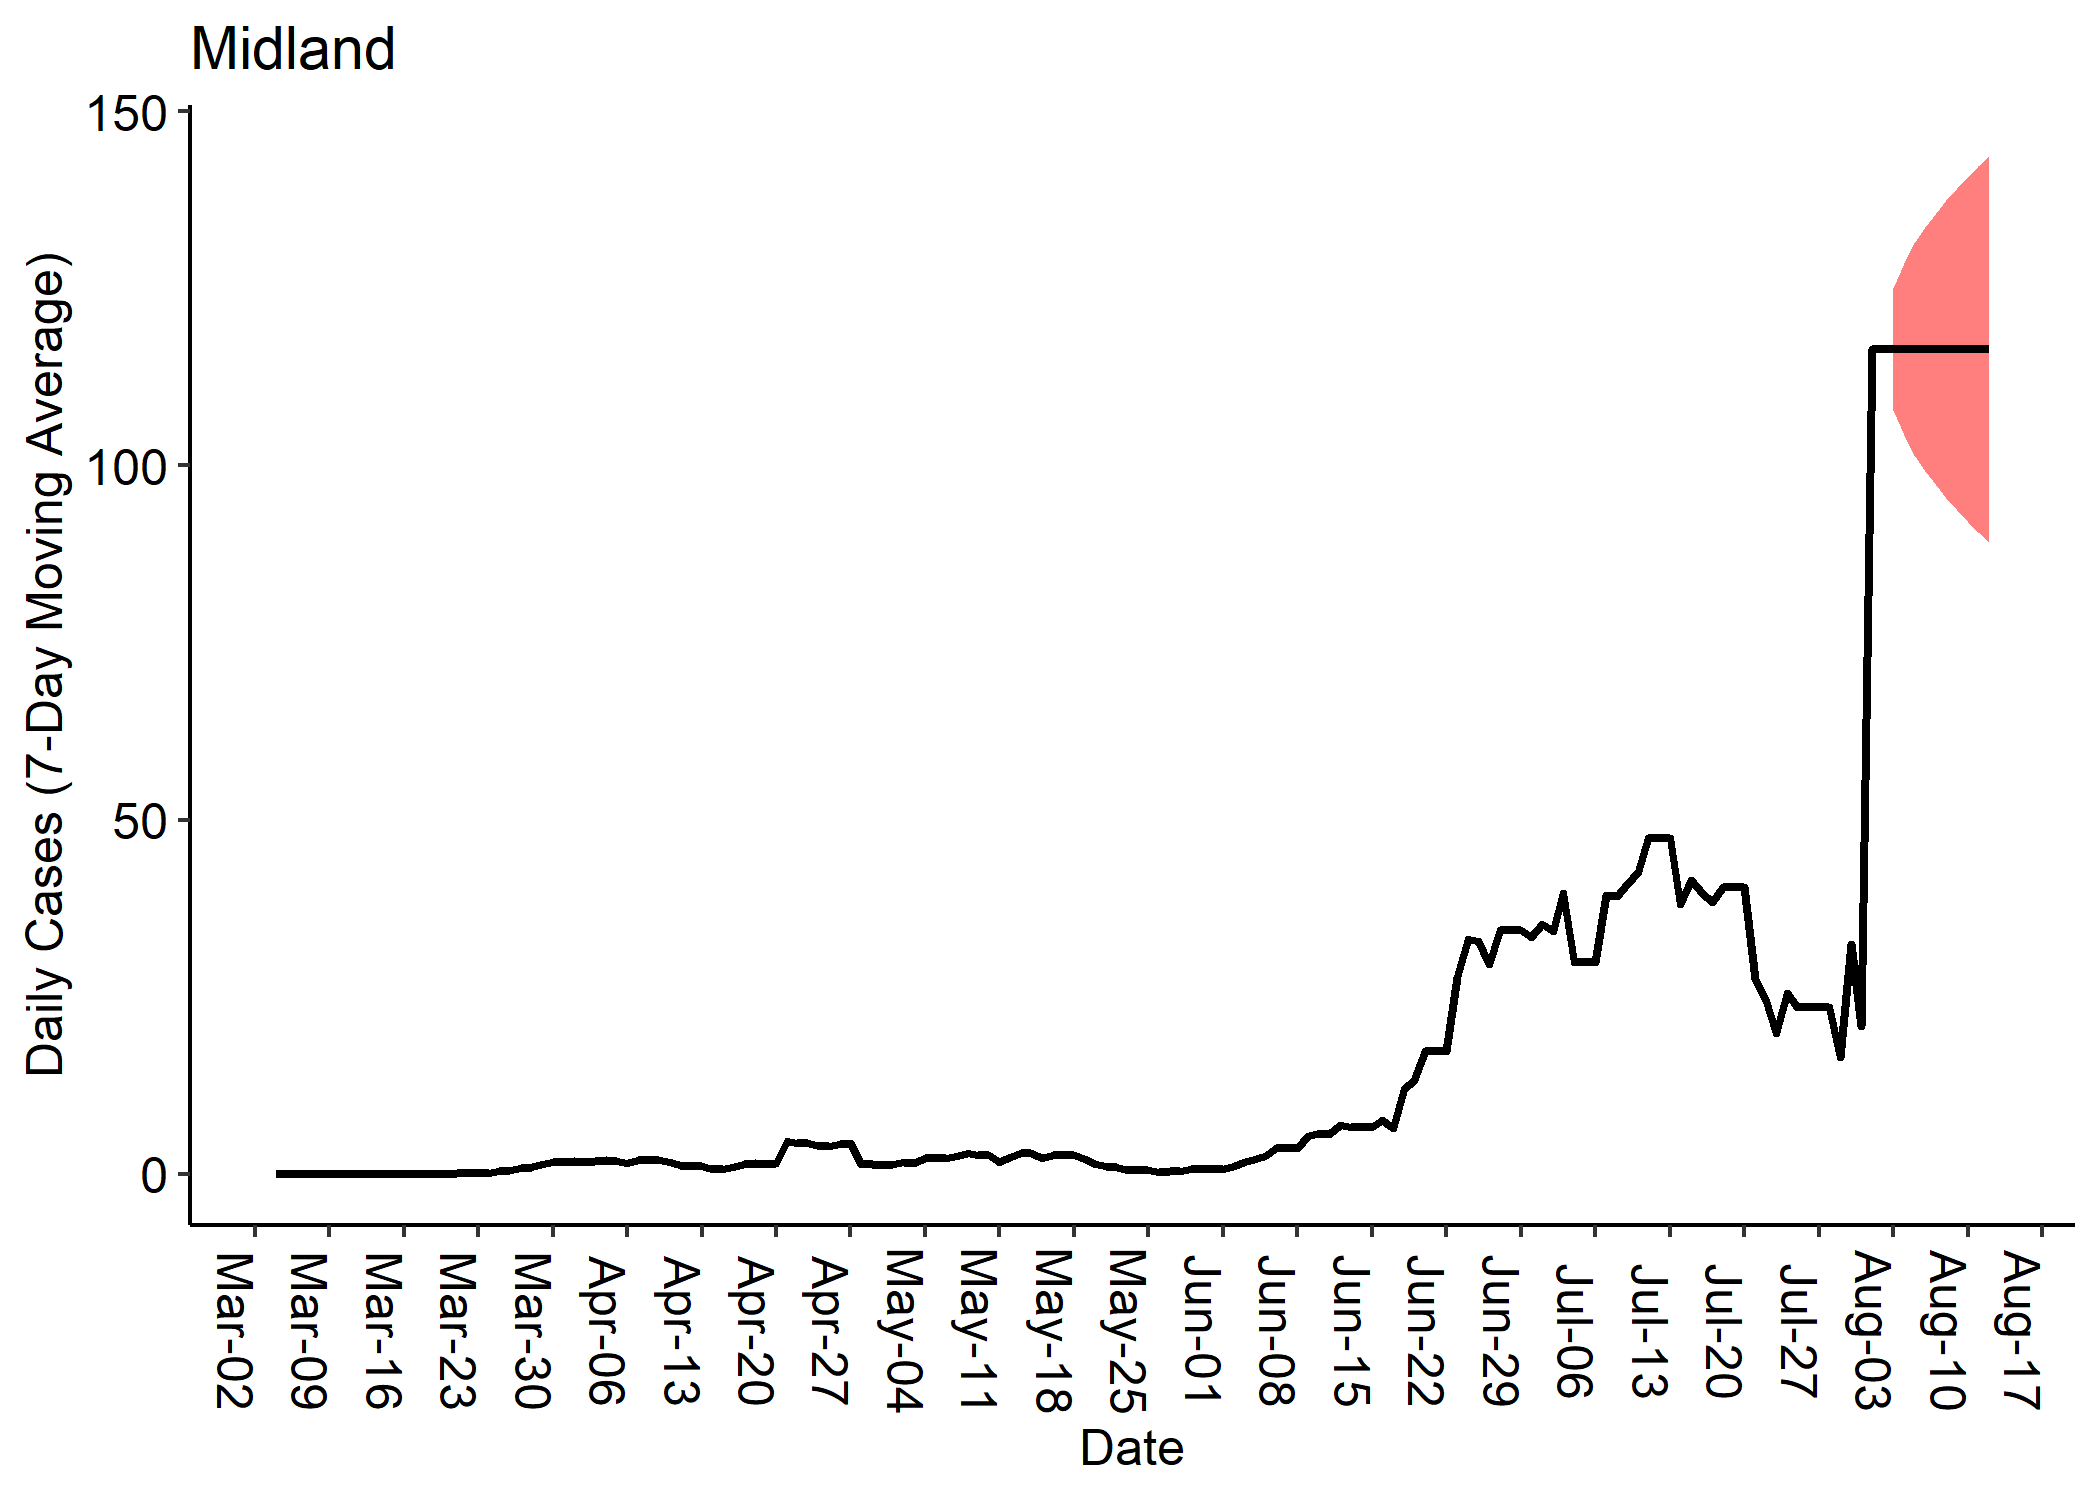 Midland
Daily Cases (7-Day Moving Average)
150
100
50
0
Mar-02
Mar-09
Mar-16
Mar-23
Mar-30
Apr-06
Apr-13
Apr-20
Apr-27
May-04
May-11
May-18
May-25
Jun-01
Jun-08
Jun-15
Jun-22
Jun-29
Jul-06
Jul-13
Jul-20
Jul-27
Aug-03
Aug-10
Aug-17
Date